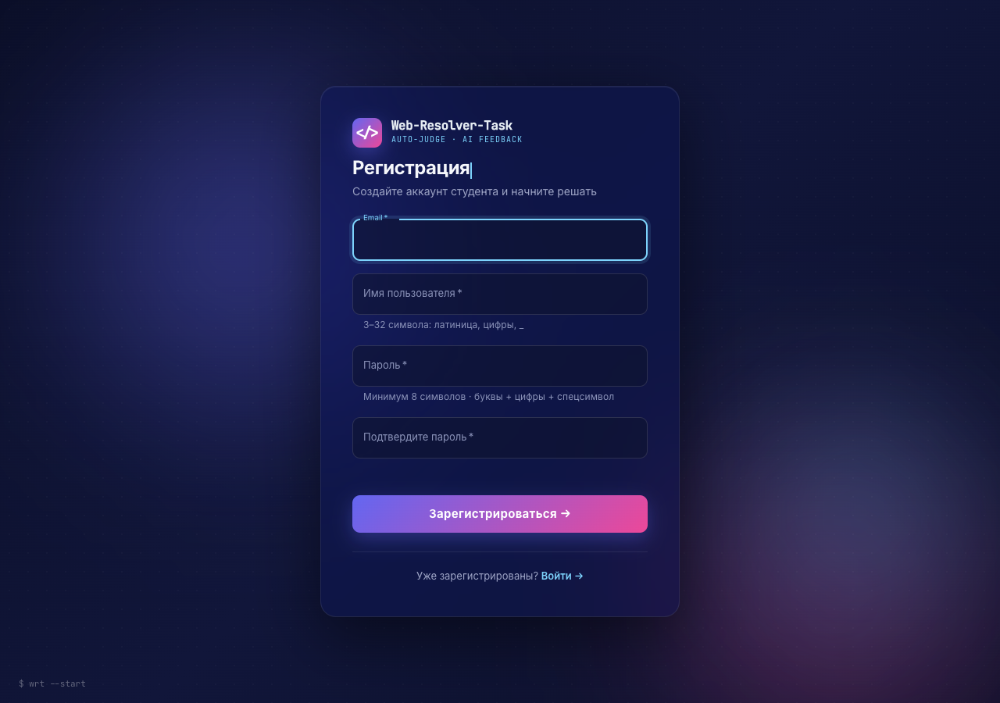 </>
Web-Resolver-Task
AUTO-JUDGE · AI FEEDBACK
Регистрация
Создайте аккаунт студента и начните решать
Email *
Имя пользователя *
3–32 символа: латиница, цифры, _
Пароль *
Минимум 8 символов · буквы + цифры + спецсимвол
Подтвердите пароль *
Зарегистрироваться →
Уже зарегистрированы? Войти →
$ wrt --start